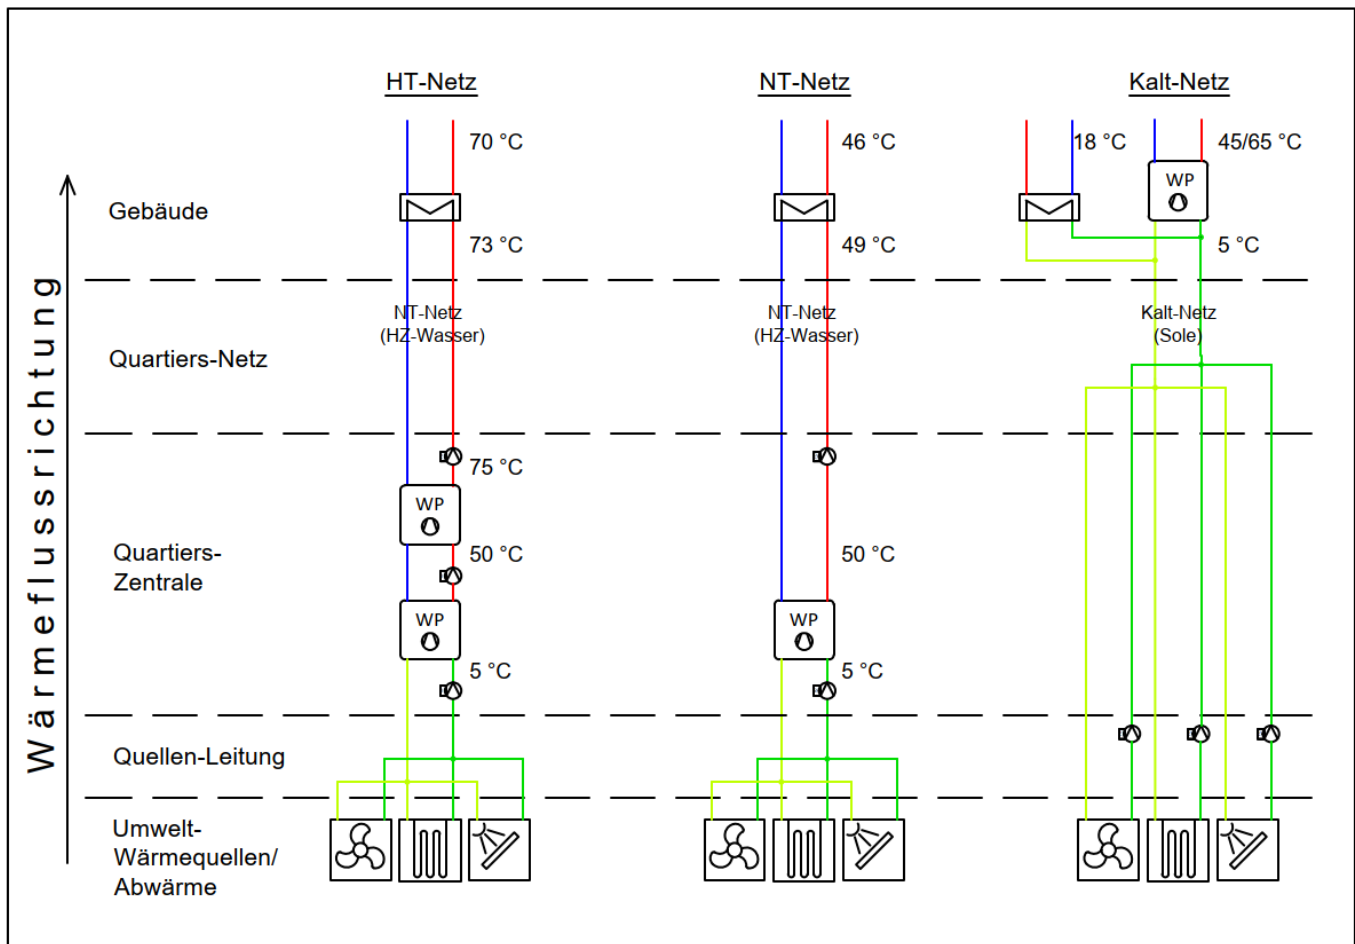 HT-Netz
NT-Netz
Kalt-Netz
70 °C
46 °C
18 °C
45/65 °C
WP
Gebäude
73 °C
49 °C
5 °C
NT-Netz
(HZ-Wasser)
NT-Netz
(HZ-Wasser)
Kalt-Netz
(Sole)
Quartiers-Netz
75 °C
WP
Quartiers-
Zentrale
50 °C
50 °C
WP
WP
5 °C
5 °C
Quellen-Leitung
Umwelt-
Wärmequellen/
Abwärme
Wärmeflussrichtung